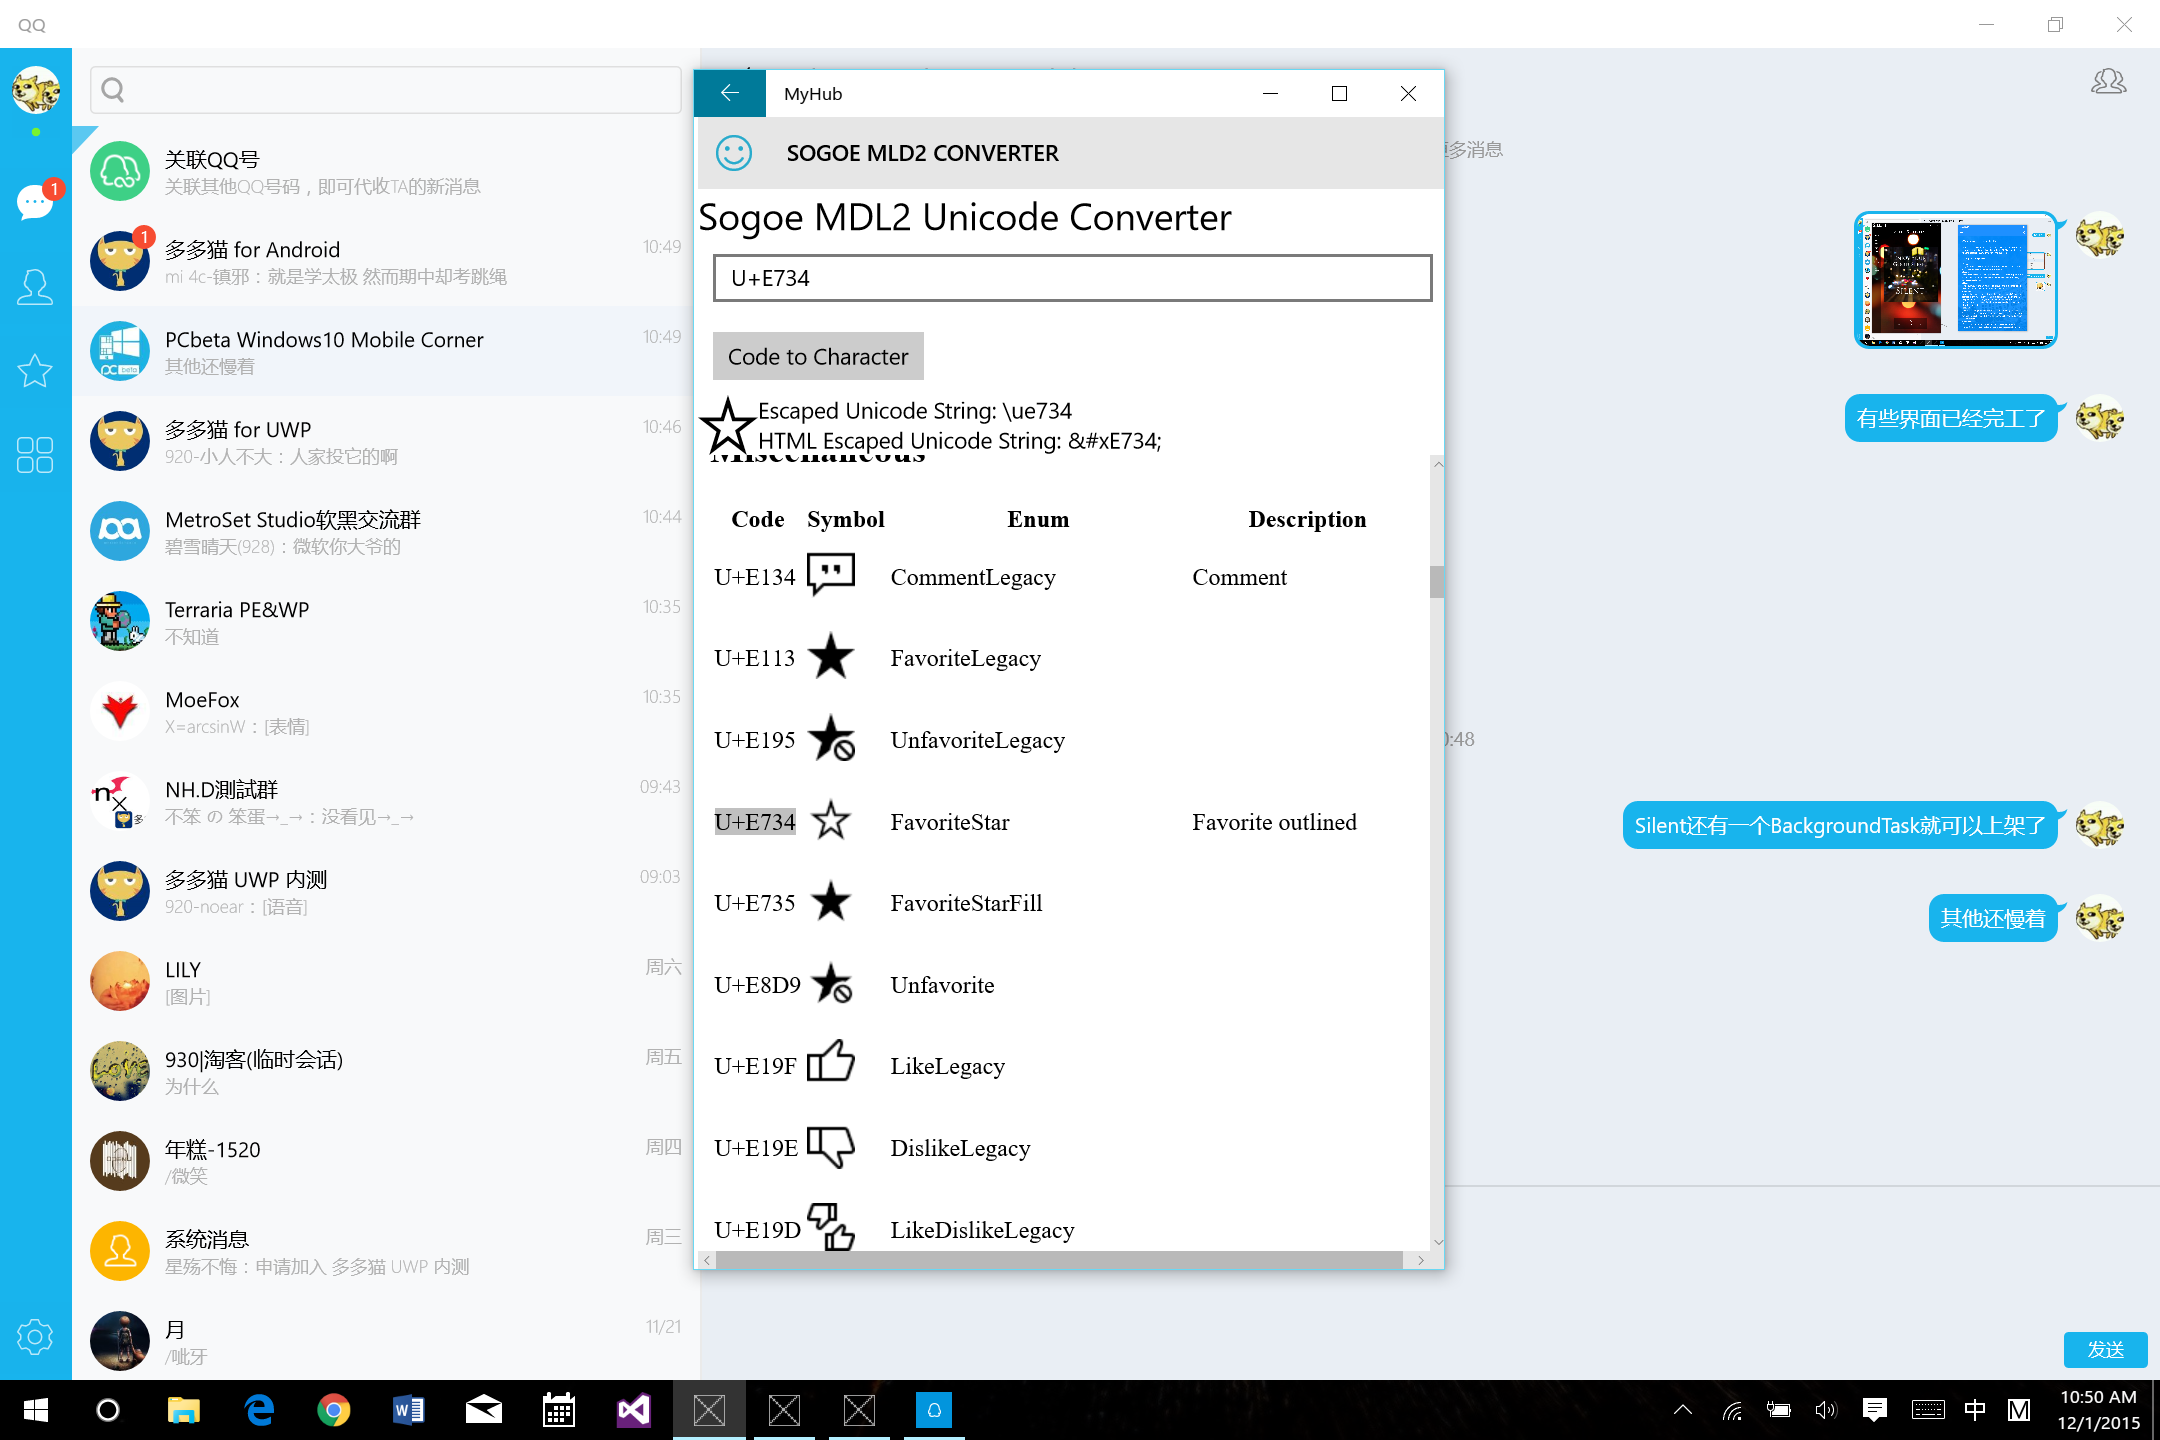 QQ
关联QQ号
关联其他QQ号码，即可代收TA的新消息
1
1
多多猫 for Android
10:49
mi 4c-镇邪：就是学太极 然而期中却考跳绳
PCbeta Windows10 Mobile Corner
10:49
其他还慢着
多多猫 for UWP
10:46
920-小人不大：人家投它的啊
MetroSet Studio软黑交流群
10:44
碧雪晴天(928)：微软你大爷的
Terraria PE&WP
10:35
不知道
MoeFox
10:35
X=arcsinW：[表情]
NH.D測試群
09:43
不笨 の 笨蛋→_→：没看见→_→
多多猫 UWP 内测
09:03
920-noear：[语音]
LILY
周六
[图片]
930|淘客(临时会话)
周五
为什么
年糕-1520
周四
/微笑
系统消息
周三
星殇不悔：申请加入 多多猫 UWP 内测
月
11/21
/呲牙
MyHub
SOGOE MLD2 CONVERTER
Sogoe MDL2 Unicode Converter
U+E734
Code to Character
Escaped Unicode String: \ue734
HTML Escaped Unicode String: &#xE734;
Miscellaneous
Code Symbol Enum Description
U+E134 CommentLegacy Comment
U+E113 FavoriteLegacy
U+E195 UnfavoriteLegacy
U+E734 FavoriteStar Favorite outlined
U+E735 FavoriteStarFill
U+E8D9 Unfavorite
U+E19F LikeLegacy
U+E19E DislikeLegacy
U+E19D LikeDislikeLegacy
多消息
有些界面已经完工了
:48
Silent还有一个BackgroundTask就可以上架了
其他还慢着
发送
中
M
10:50 AM
12/1/2015